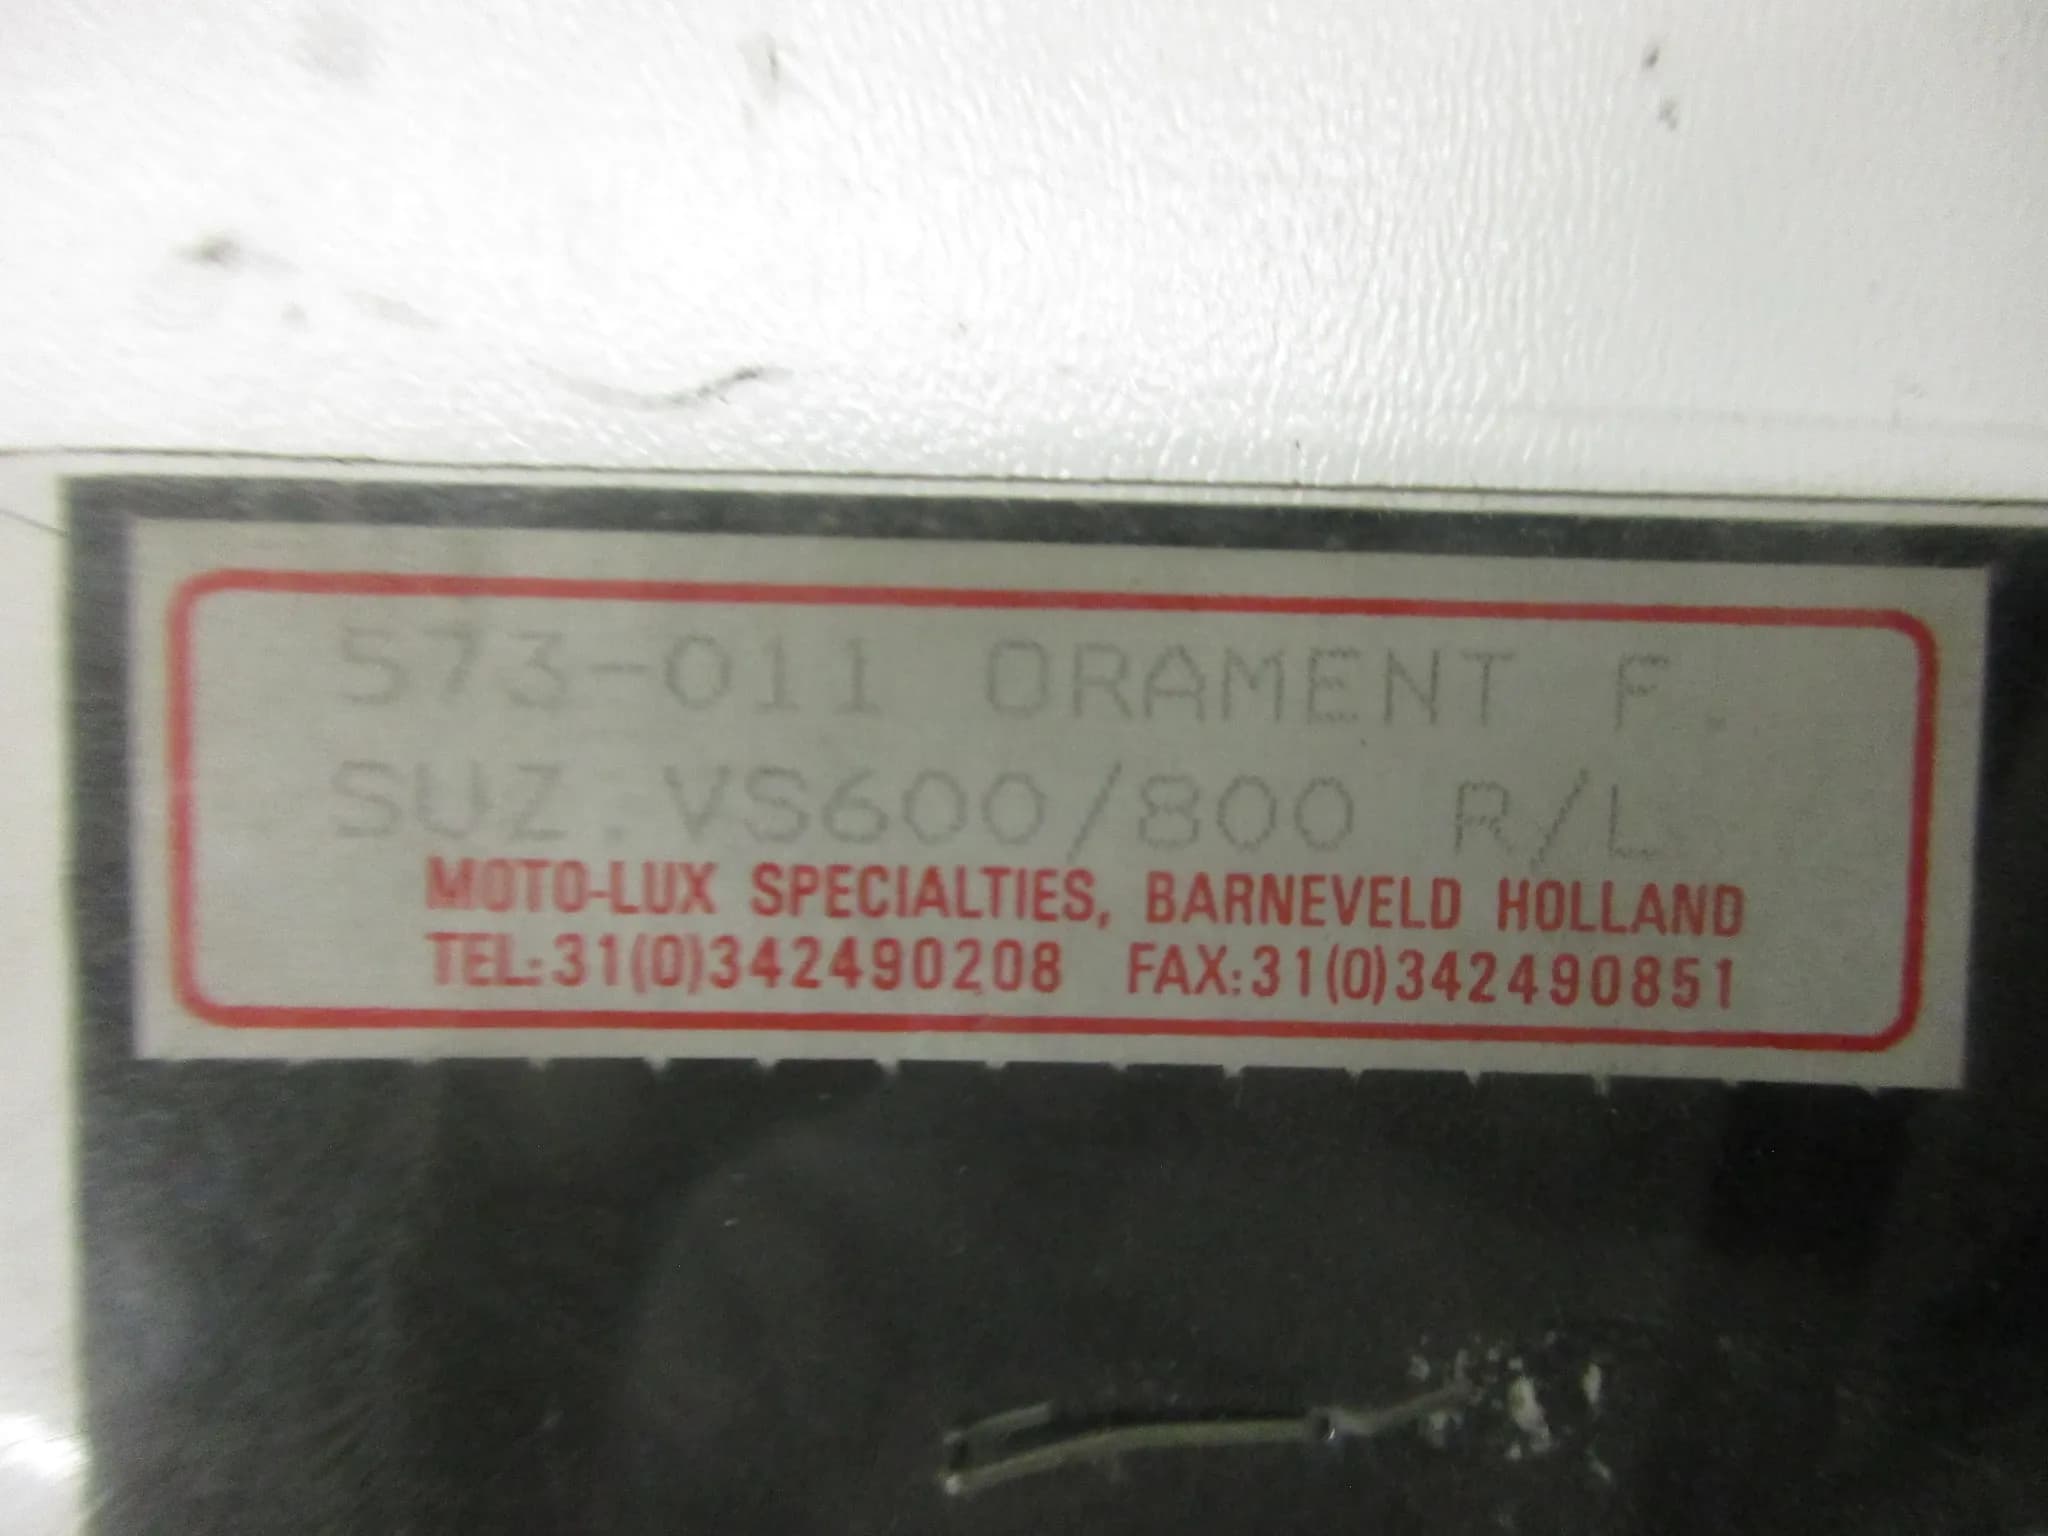 573-011 ORAMENT F.
SUZ.VS600/800 R/L
MOTO-LUX SPECIALTIES, BARNEVELD HOLLAND
TEL:31(0)342490208 FAX:31(0)342490851